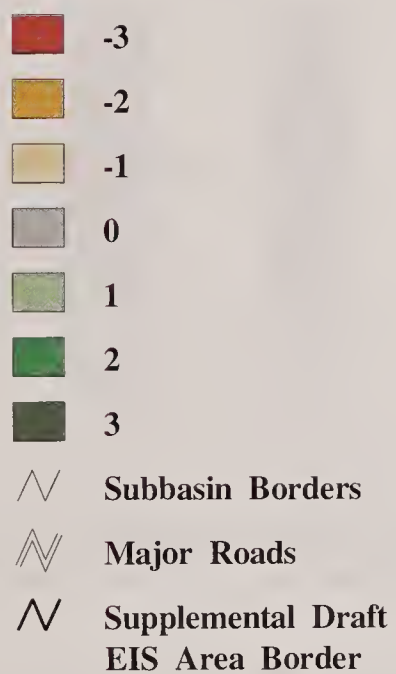 -3
-2
-1
0
1
2
3
Subbasin Borders
Major Roads
Supplemental Draft
EIS Area Border